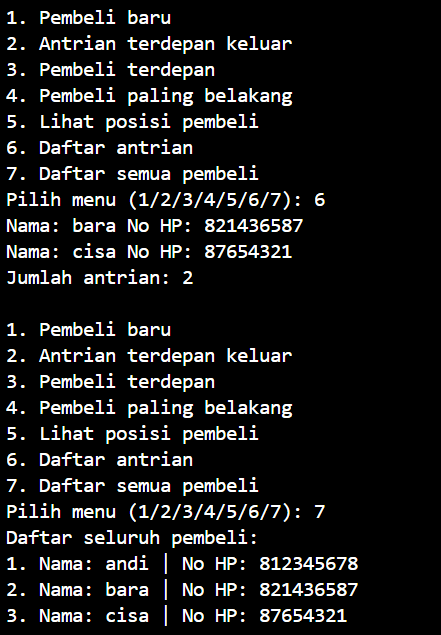 1. Pembeli baru
2. Antrian terdepan keluar
3. Pembeli terdepan
4. Pembeli paling belakang
5. Lihat posisi pembeli
6. Daftar antrian
7. Daftar semua pembeli
Pilih menu (1/2/3/4/5/6/7): 6
Nama: bara No HP: 821436587
Nama: cisa No HP: 87654321
Jumlah antrian: 2

1. Pembeli baru
2. Antrian terdepan keluar
3. Pembeli terdepan
4. Pembeli paling belakang
5. Lihat posisi pembeli
6. Daftar antrian
7. Daftar semua pembeli
Pilih menu (1/2/3/4/5/6/7): 7
Daftar seluruh pembeli:
1. Nama: andi | No HP: 812345678
2. Nama: bara | No HP: 821436587
3. Nama: cisa | No HP: 87654321